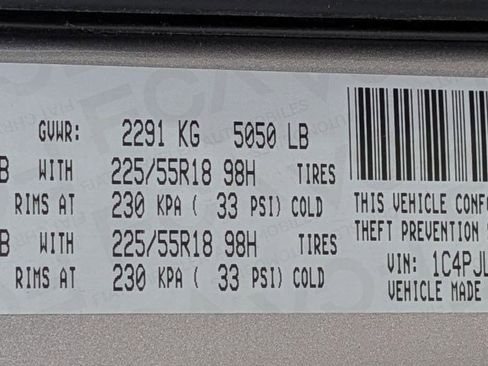 GVWR: 2291 KG 5050 LB
B WITH 225/55R18 98H TIRES
RIMS AT 230 KPA ( 33 PSI) COLD
B WITH 225/55R18 98H TIRES
RIMS AT 230 KPA ( 33 PSI) COLD
THIS VEHICLE CONF
THEFT PREVENTION
VIN: 1C4PJL
VEHICLE MADE